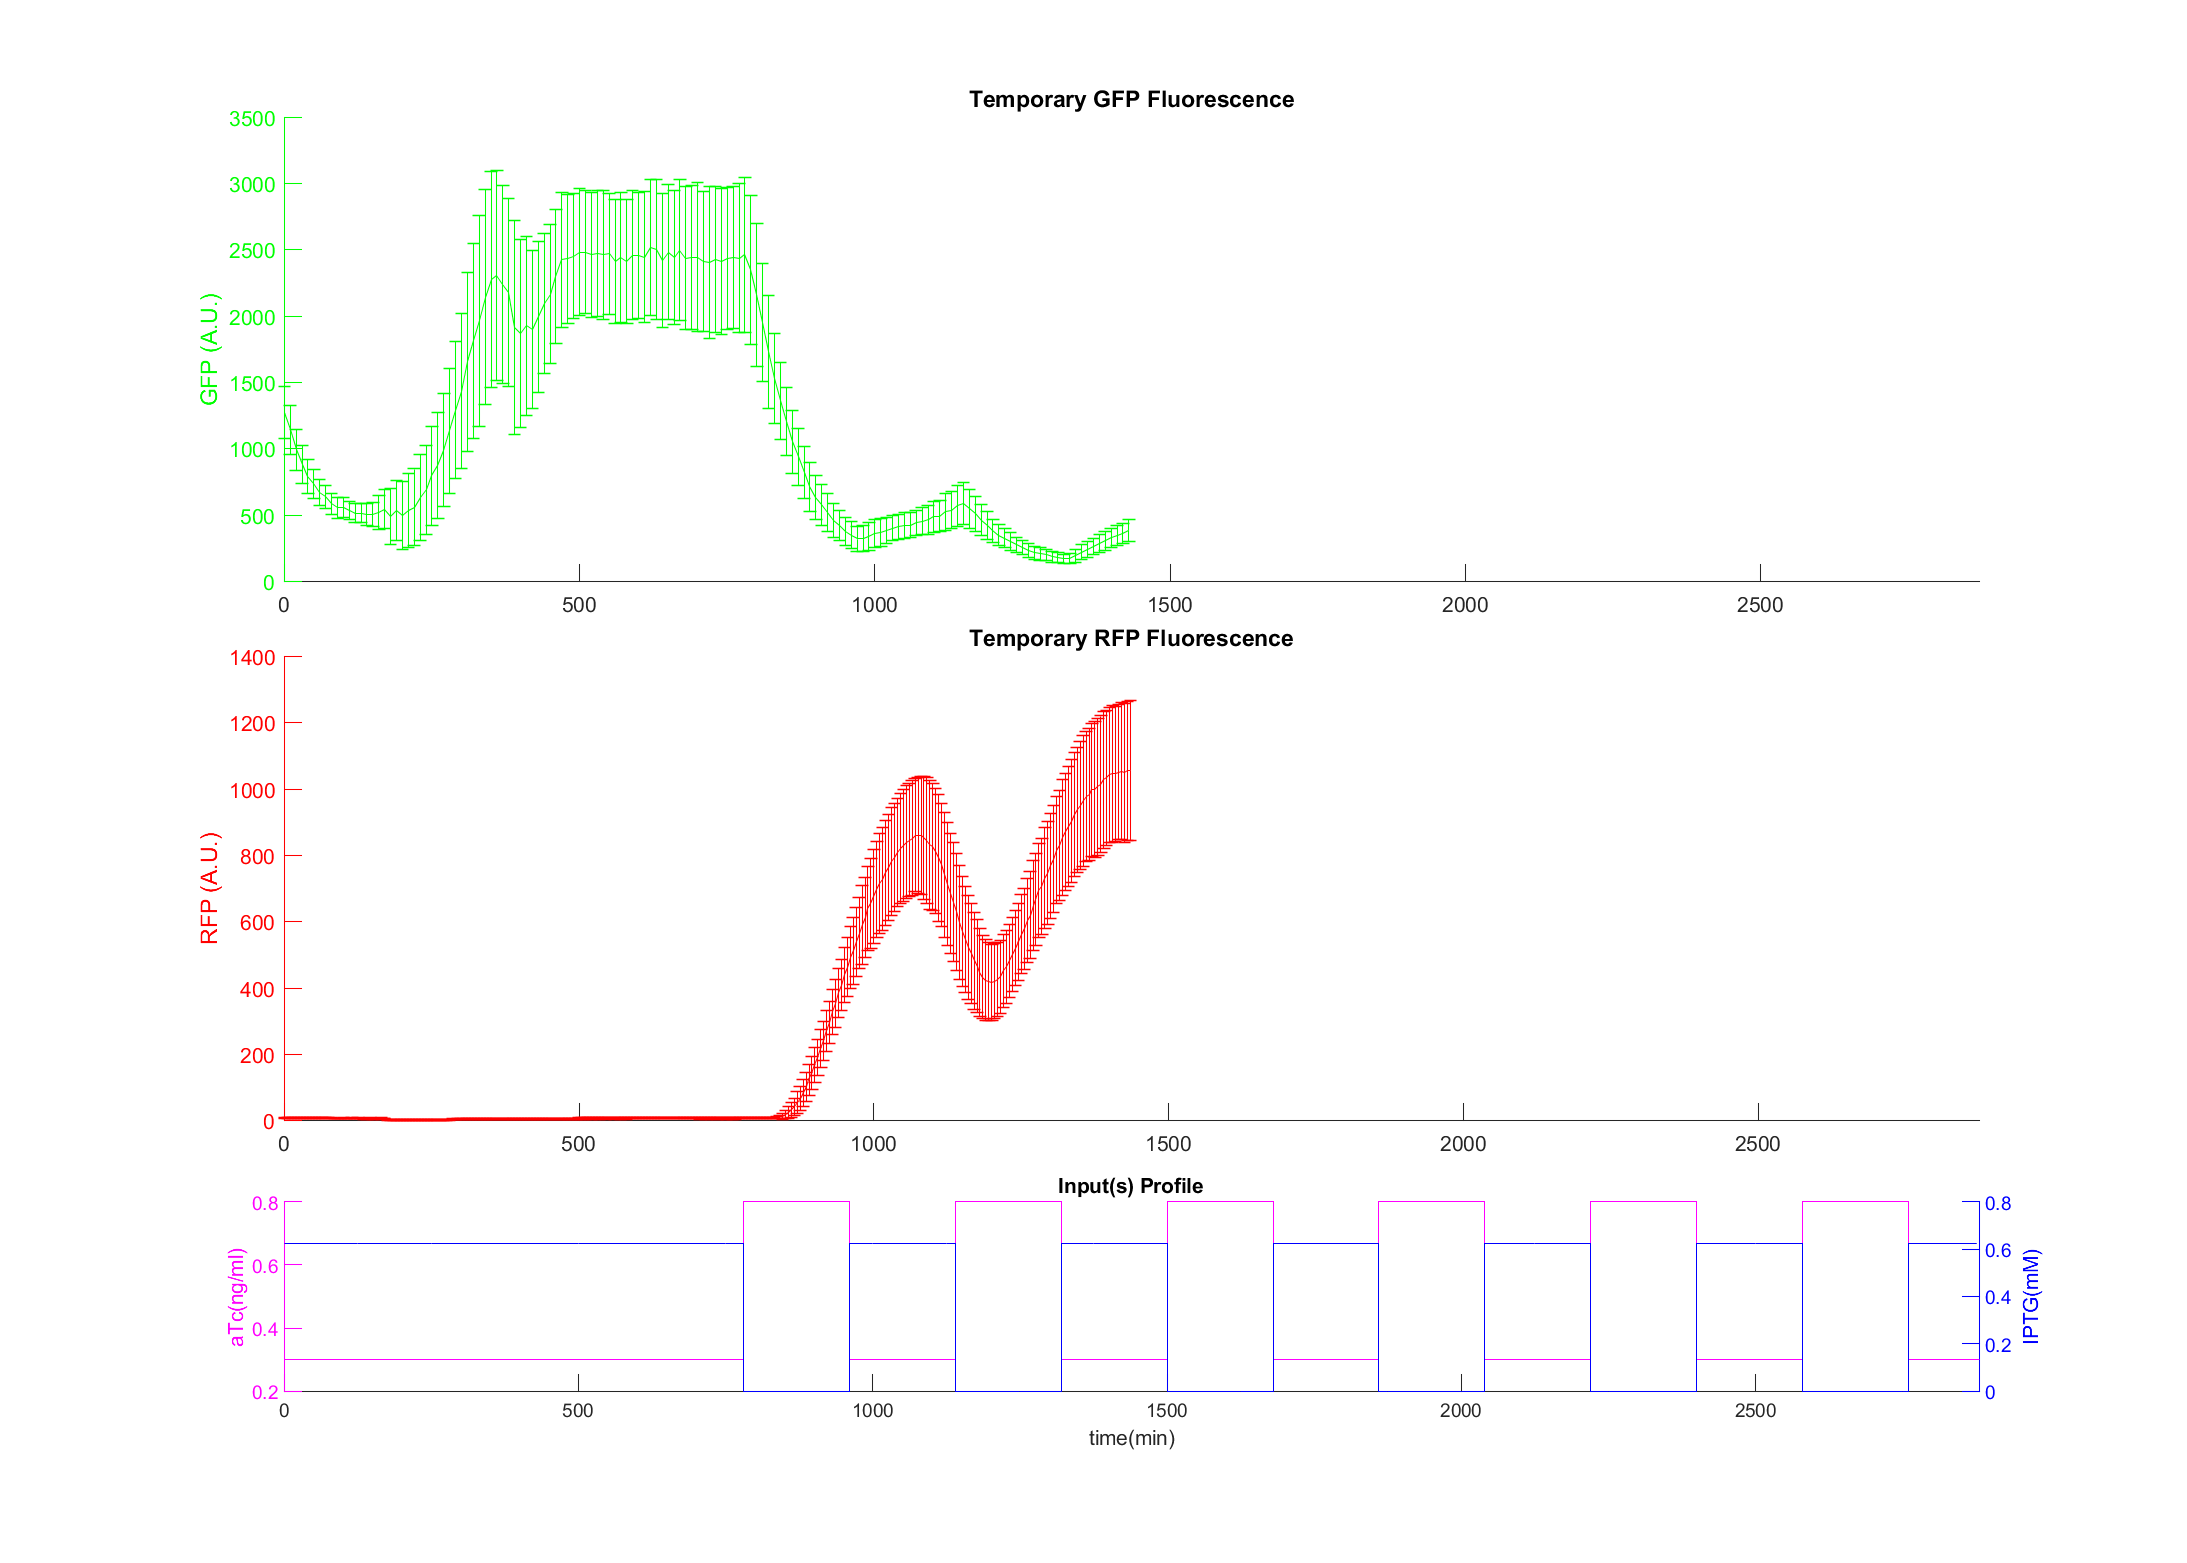 Temporary GFP Fluorescence
3500
3000
2500
2000
1500
1000
500
0
GFP (A.U.)
0 500 1000 1500 2000 2500
Temporary RFP Fluorescence
1400
1200
1000
800
600
400
200
0
RFP (A.U.)
0 500 1000 1500 2000 2500
Input(s) Profile
0.8
0.6
0.4
0.2
aTc(ng/ml)
0.8
0.6
0.4
0.2
0
IPTG(mM)
0 500 1000 1500 2000 2500
time(min)